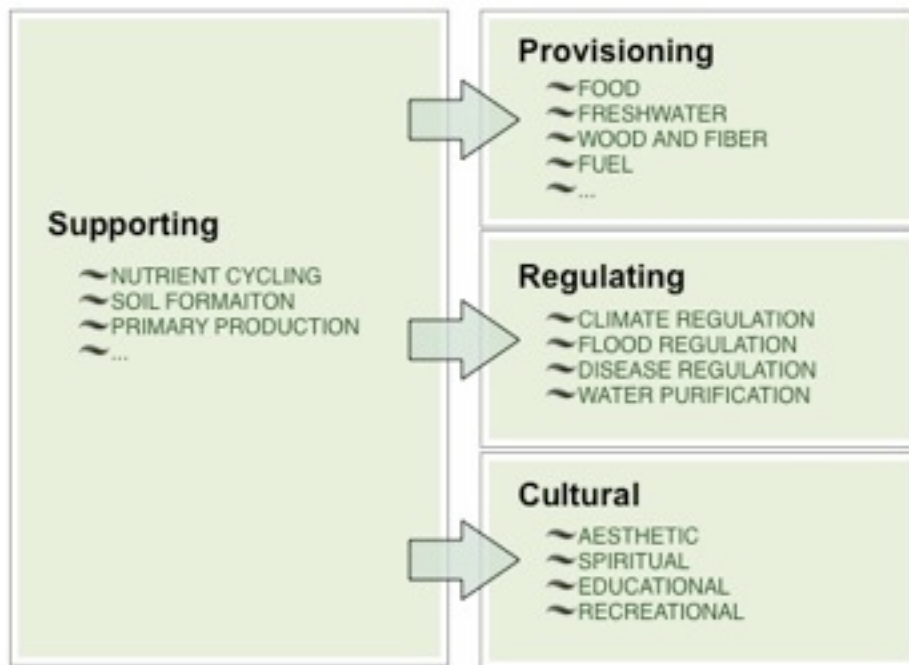 Supporting
~NUTRIENT CYCLING
~SOIL FORMAITON
~PRIMARY PRODUCTION
~...
Provisioning
~FOOD
~FRESHWATER
~WOOD AND FIBER
~FUEL
~...
Regulating
~CLIMATE REGULATION
~FLOOD REGULATION
~DISEASE REGULATION
~WATER PURIFICATION
Cultural
~AESTHETIC
~SPIRITUAL
~EDUCATIONAL
~RECREATIONAL